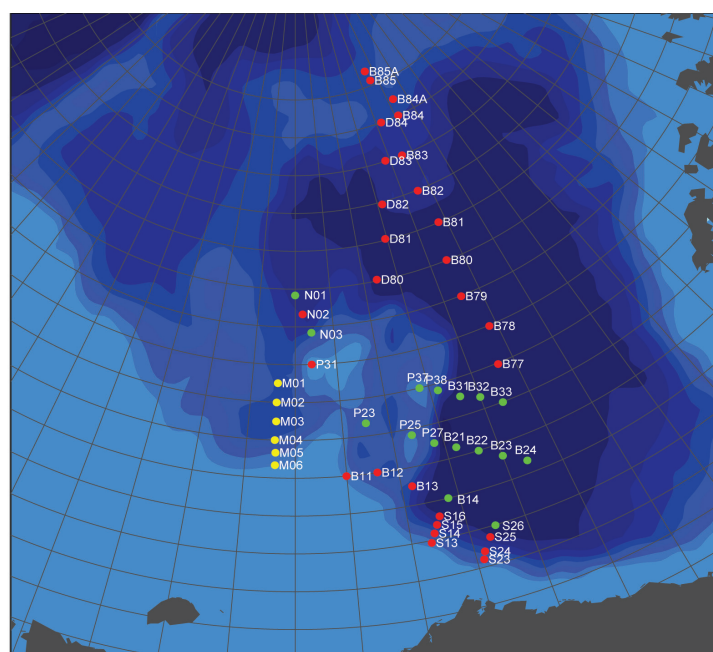 B85A
B85
B84A
B84
D84
B83
D83
B82
D82
B81
D81
B80
D80
N01
B79
N02
B78
N03
P31
B77
M01
P37
P38
B31
B32
B33
M02
P23
M03
P25
P27
B21
B22
B23
B24
M04
M05
M06
B11
B12
B13
B14
S16
S15
S26
S14
S25
S13
S24
S23